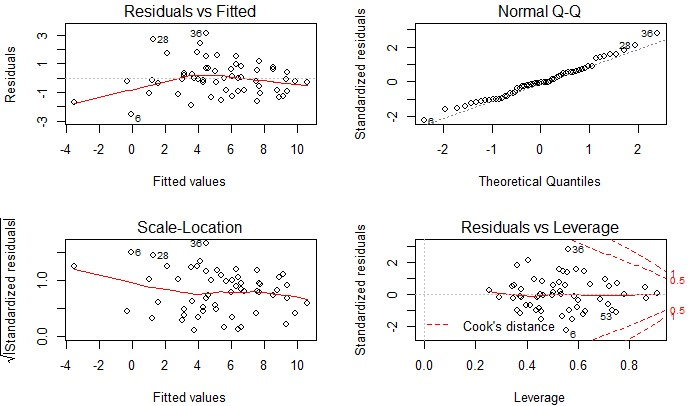 Residuals vs Fitted
Residuals
3
1
-1
-3
36
28
6
-4 -2 0 2 4 6 8 10
Fitted values
Normal Q-Q
Standardized residuals
2
0
-2
36
28
6
-2 -1 0 1 2
Theoretical Quantiles
Scale-Location
√|Standardized residuals|
1.0
0.0
36
6
28
-4 -2 0 2 4 6 8 10
Fitted values
Residuals vs Leverage
Standardized residuals
2
0
-2
36
53
6
1
0.5
0.5
1
Cook's distance
0.0 0.2 0.4 0.6 0.8
Leverage